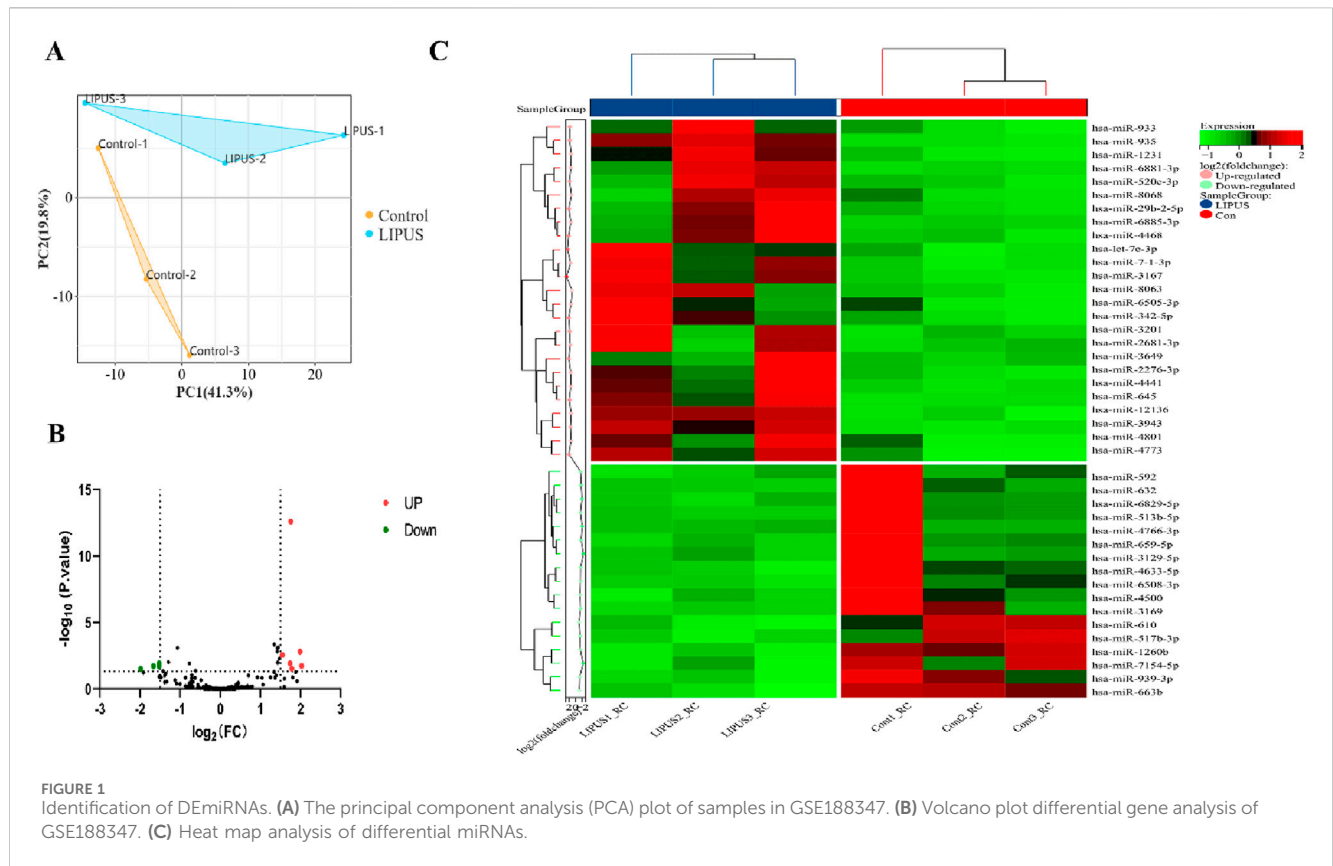 A
LIPUS-3
LIPUS-1
Control-1
LIPUS-2
Control-2
Control-3
0
-10
PC2(19.8%)
-10
0
10
20
PC1(41.3%)
Control
LIPUS
B
15
10
5
0
-3
-2
-1
0
1
2
3
-log10 (P.value)
log2(FC)
UP
Down
C
SampleGroup
hsa-miR-933
hsa-miR-935
hsa-miR-1231
hsa-miR-6881-3p
hsa-miR-520e-3p
hsa-miR-8068
hsa-miR-29b-2-5p
hsa-miR-6885-3p
hsa-miR-4468
hsa-let-7e-3p
hsa-miR-7-1-3p
hsa-miR-3167
hsa-miR-8063
hsa-miR-6505-3p
hsa-miR-342-5p
hsa-miR-3201
hsa-miR-2681-3p
hsa-miR-3649
hsa-miR-2276-3p
hsa-miR-4441
hsa-miR-645
hsa-miR-12136
hsa-miR-3943
hsa-miR-4801
hsa-miR-4773
hsa-miR-592
hsa-miR-632
hsa-miR-6829-5p
hsa-miR-513b-5p
hsa-miR-4766-3p
hsa-miR-659-5p
hsa-miR-3129-5p
hsa-miR-4633-5p
hsa-miR-6508-3p
hsa-miR-4500
hsa-miR-3169
hsa-miR-610
hsa-miR-517b-3p
hsa-miR-1260b
hsa-miR-7154-5p
hsa-miR-939-3p
hsa-miR-663b
log2(foldchange)
LIPUS1_RC
LIPUS2_RC
LIPUS3_RC
Cont1_RC
Cont2_RC
Cont3_RC
Expression
-1 0 1 2
log2(foldchange):
Up-regulated
Down-regulated
SampleGroup:
LIPUS
Con
FIGURE 1
Identification of DEmiRNAs. (A) The principal component analysis (PCA) plot of samples in GSE188347. (B) Volcano plot differential gene analysis of
GSE188347. (C) Heat map analysis of differential miRNAs.